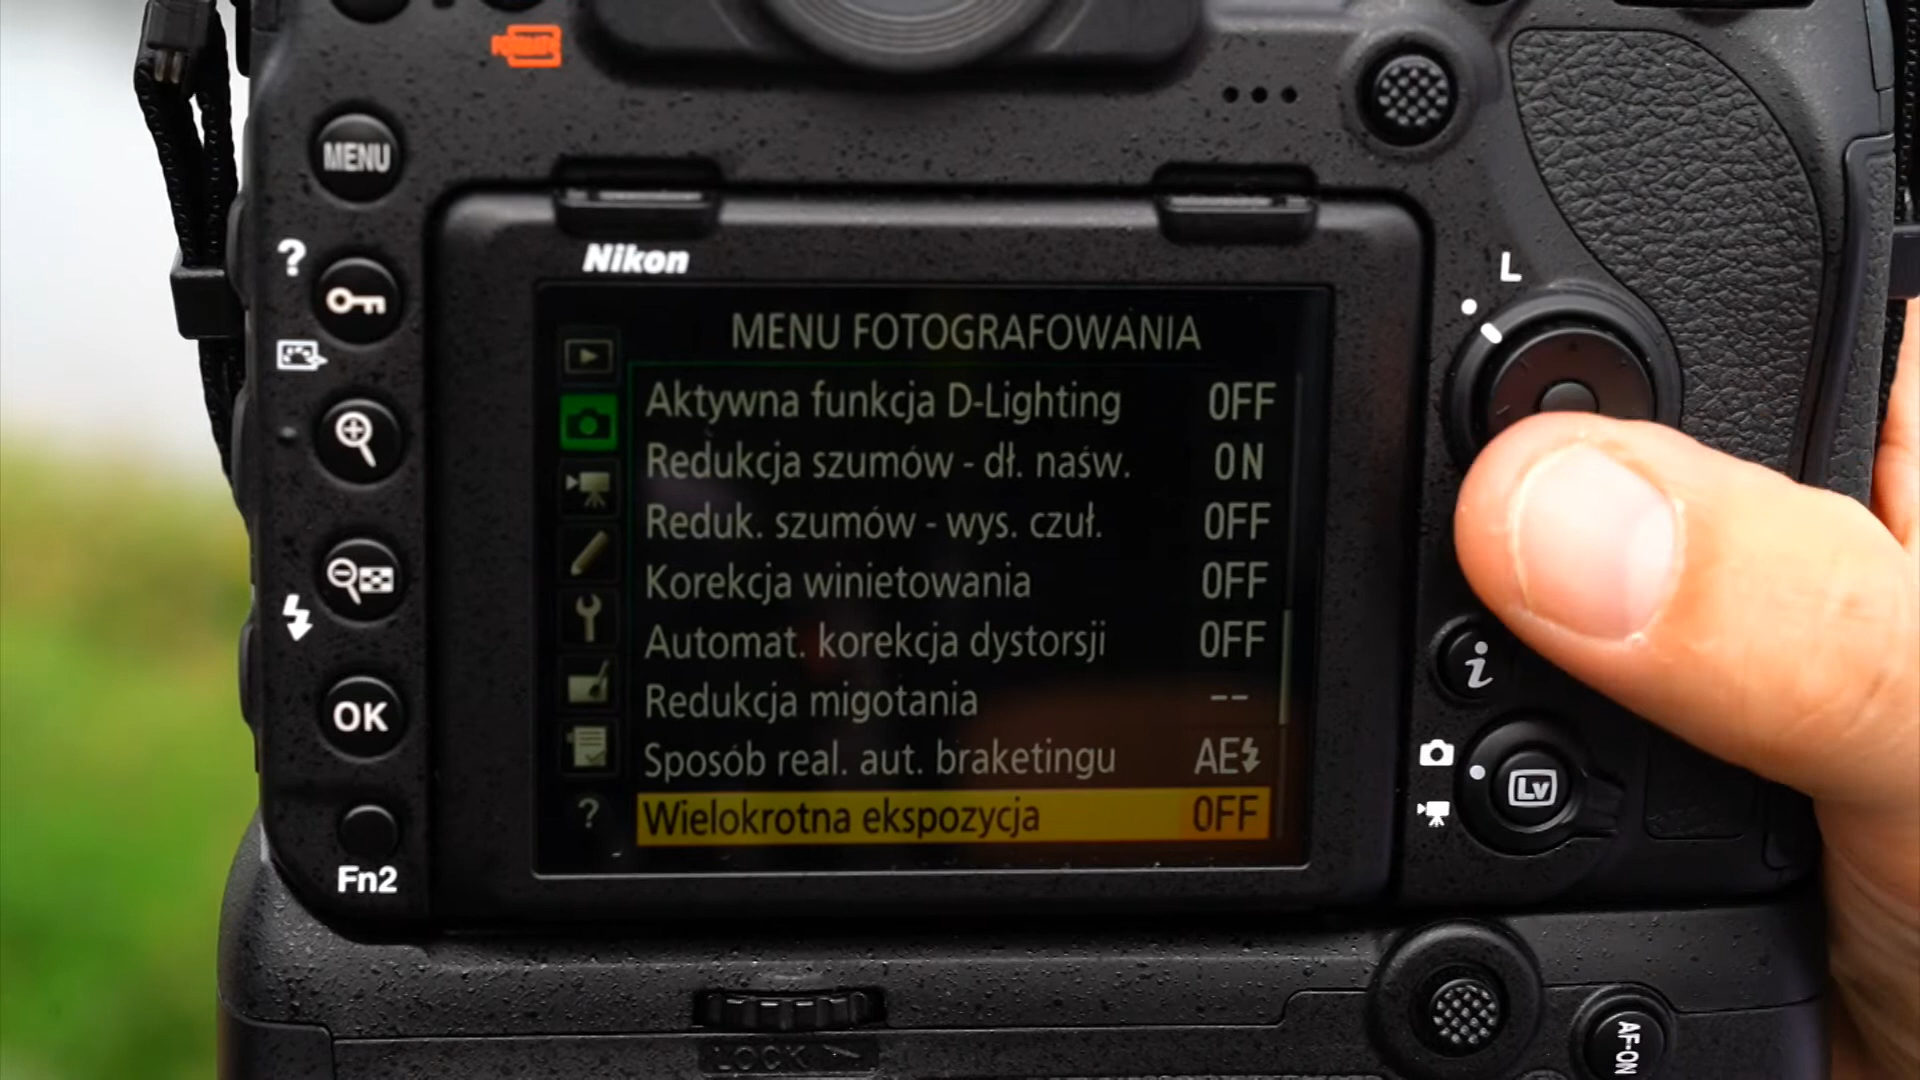 MENU
Nikon
L
MENU FOTOGRAFOWANIA
Aktywna funkcja D-Lighting OFF
Redukcja szumów - dł. naśw. ON
Reduk. szumów - wys. czuł. OFF
Korekcja winietowania OFF
Automat. korekcja dystorsji OFF
Redukcja migotania --
Sposób real. aut. braketingu AE
Wielokrotna ekspozycja OFF
?
?
OK
Fn2
i
Lv
LOCK
AF-ON